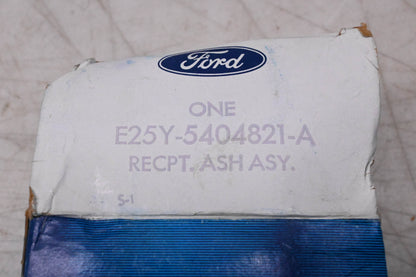 Ford
ONE
E25Y-5404821-A
RECPT. ASH ASY.
S-1